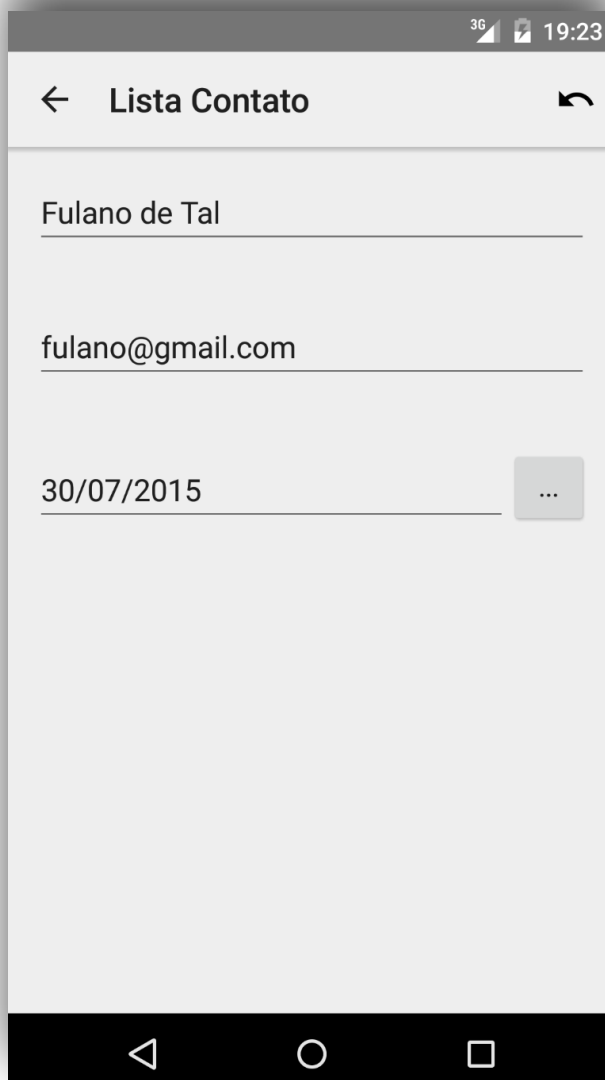 3G 19:23
Lista Contato
Fulano de Tal
fulano@gmail.com
30/07/2015 ...